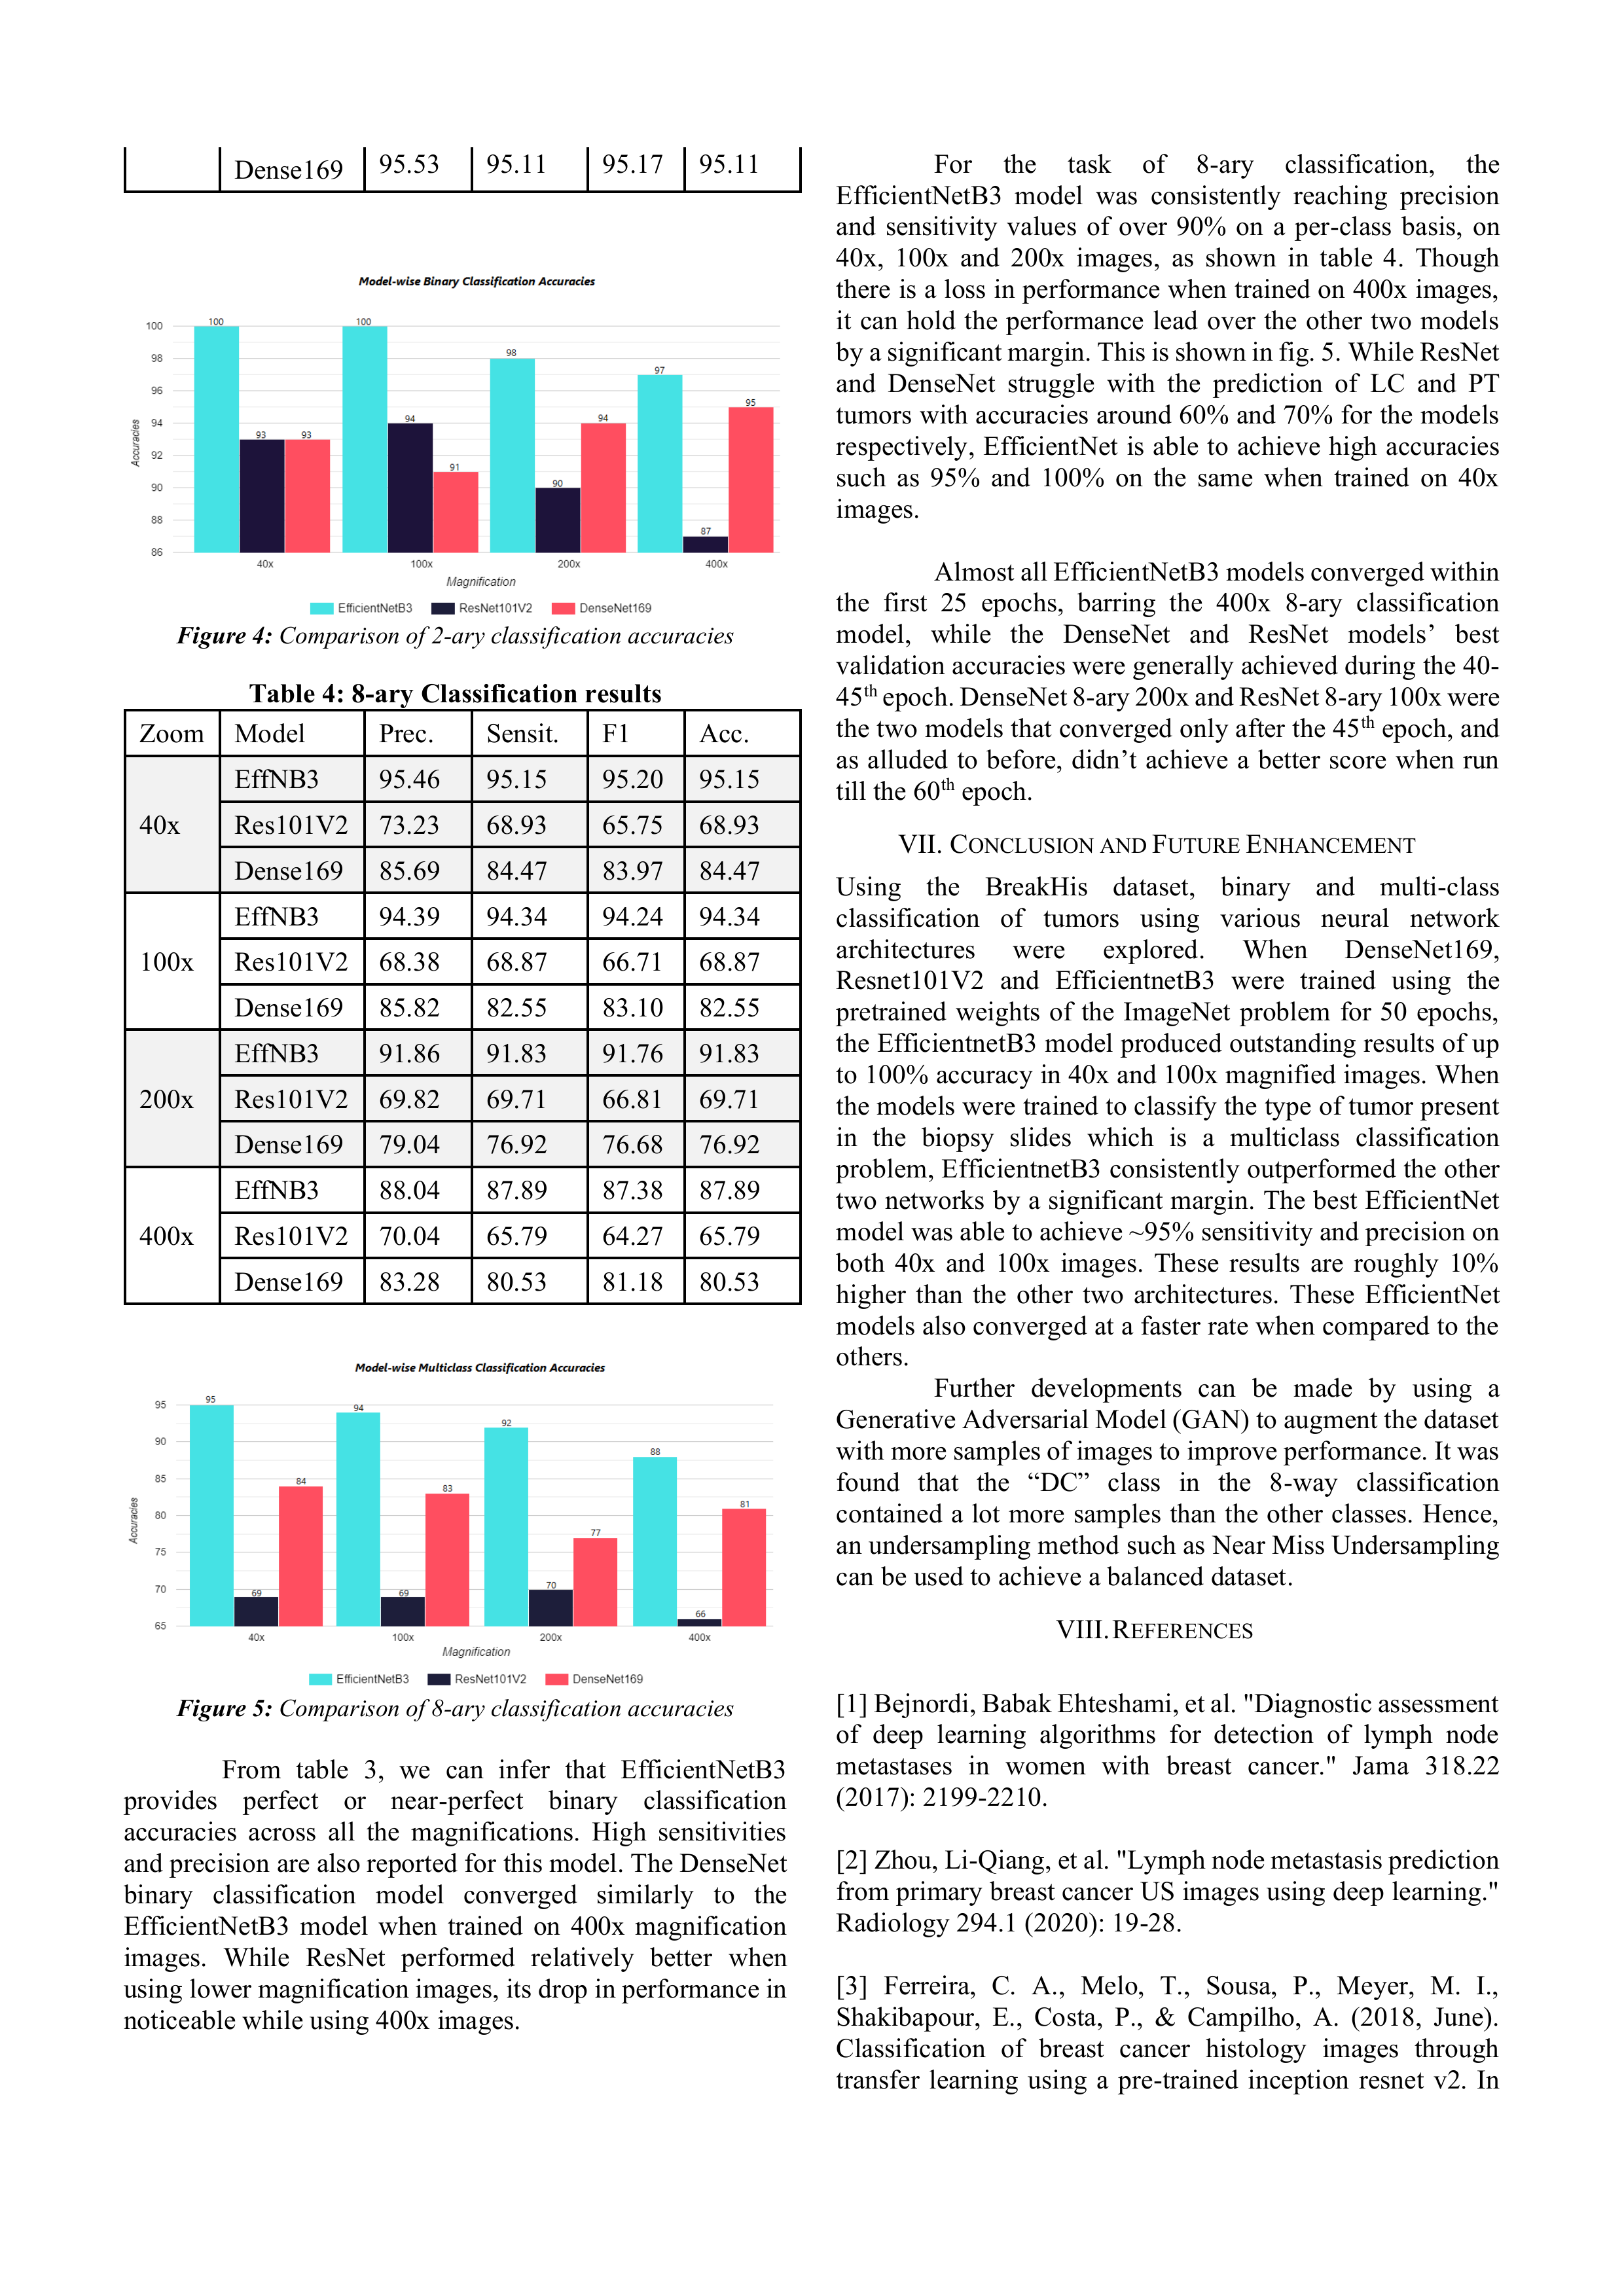 Dense169 95.53 95.11 95.17 95.11
Model-wise Binary Classification Accuracies
100
98
96
94
92
90
88
86
Accuracies
100 93 93
100 94 91
98 90 94
97 87 95
40x 100x 200x 400x
Magnification
EfficientNetB3 ResNet101V2 DenseNet169
Figure 4: Comparison of 2-ary classification accuracies
Table 4: 8-ary Classification results
Zoom Model Prec. Sensit. F1 Acc.
40x EffNB3 95.46 95.15 95.20 95.15
Res101V2 73.23 68.93 65.75 68.93
Dense169 85.69 84.47 83.97 84.47
100x EffNB3 94.39 94.34 94.24 94.34
Res101V2 68.38 68.87 66.71 68.87
Dense169 85.82 82.55 83.10 82.55
200x EffNB3 91.86 91.83 91.76 91.83
Res101V2 69.82 69.71 66.81 69.71
Dense169 79.04 76.92 76.68 76.92
400x EffNB3 88.04 87.89 87.38 87.89
Res101V2 70.04 65.79 64.27 65.79
Dense169 83.28 80.53 81.18 80.53
Model-wise Multiclass Classification Accuracies
95
90
85
80
75
70
65
Accuracies
95 69 84
94 69 83
92 70 77
88 66 81
40x 100x 200x 400x
Magnification
EfficientNetB3 ResNet101V2 DenseNet169
Figure 5: Comparison of 8-ary classification accuracies
From table 3, we can infer that EfficientNetB3
provides perfect or near-perfect binary classification
accuracies across all the magnifications. High sensitivities
and precision are also reported for this model. The DenseNet
binary classification model converged similarly to the
EfficientNetB3 model when trained on 400x magnification
images. While ResNet performed relatively better when
using lower magnification images, its drop in performance in
noticeable while using 400x images.
For the task of 8-ary classification, the
EfficientNetB3 model was consistently reaching precision
and sensitivity values of over 90% on a per-class basis, on
40x, 100x and 200x images, as shown in table 4. Though
there is a loss in performance when trained on 400x images,
it can hold the performance lead over the other two models
by a significant margin. This is shown in fig. 5. While ResNet
and DenseNet struggle with the prediction of LC and PT
tumors with accuracies around 60% and 70% for the models
respectively, EfficientNet is able to achieve high accuracies
such as 95% and 100% on the same when trained on 40x
images.
Almost all EfficientNetB3 models converged within
the first 25 epochs, barring the 400x 8-ary classification
model, while the DenseNet and ResNet models’ best
validation accuracies were generally achieved during the 40-
45th epoch. DenseNet 8-ary 200x and ResNet 8-ary 100x were
the two models that converged only after the 45th epoch, and
as alluded to before, didn’t achieve a better score when run
till the 60th epoch.
VII. CONCLUSION AND FUTURE ENHANCEMENT
Using the BreakHis dataset, binary and multi-class
classification of tumors using various neural network
architectures were explored. When DenseNet169,
Resnet101V2 and EfficientnetB3 were trained using the
pretrained weights of the ImageNet problem for 50 epochs,
the EfficientnetB3 model produced outstanding results of up
to 100% accuracy in 40x and 100x magnified images. When
the models were trained to classify the type of tumor present
in the biopsy slides which is a multiclass classification
problem, EfficientnetB3 consistently outperformed the other
two networks by a significant margin. The best EfficientNet
model was able to achieve ~95% sensitivity and precision on
both 40x and 100x images. These results are roughly 10%
higher than the other two architectures. These EfficientNet
models also converged at a faster rate when compared to the
others.
Further developments can be made by using a
Generative Adversarial Model (GAN) to augment the dataset
with more samples of images to improve performance. It was
found that the “DC” class in the 8-way classification
contained a lot more samples than the other classes. Hence,
an undersampling method such as Near Miss Undersampling
can be used to achieve a balanced dataset.
VIII. REFERENCES
[1] Bejnordi, Babak Ehteshami, et al. "Diagnostic assessment
of deep learning algorithms for detection of lymph node
metastases in women with breast cancer." Jama 318.22
(2017): 2199-2210.
[2] Zhou, Li-Qiang, et al. "Lymph node metastasis prediction
from primary breast cancer US images using deep learning."
Radiology 294.1 (2020): 19-28.
[3] Ferreira, C. A., Melo, T., Sousa, P., Meyer, M. I.,
Shakibapour, E., Costa, P., & Campilho, A. (2018, June).
Classification of breast cancer histology images through
transfer learning using a pre-trained inception resnet v2. In